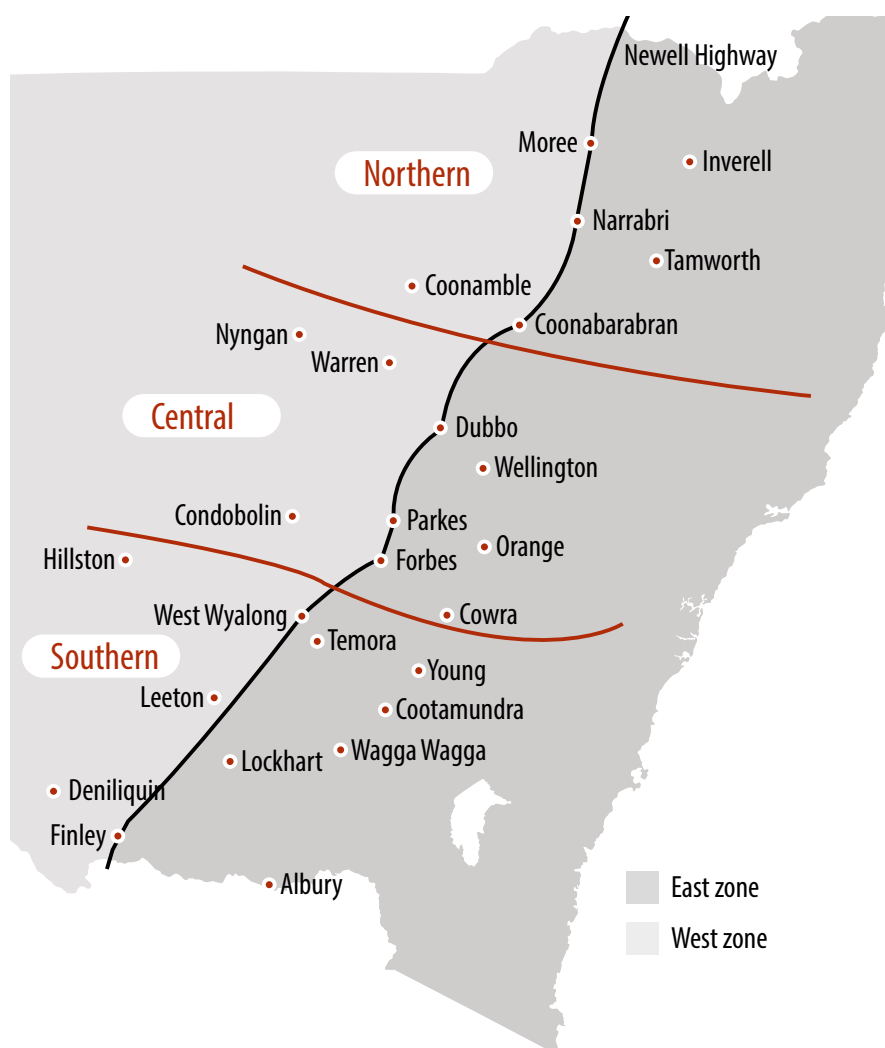 Newell Highway
Moree
Inverell
Northern
Narrabri
Tamworth
Coonamble
Coonabarabran
Nyngan
Warren
Central
Dubbo
Wellington
Condobolin
Parkes
Orange
Hillston
Forbes
West Wyalong
Cowra
Temora
Southern
Young
Leeton
Cootamundra
Wagga Wagga
Lockhart
Deniliquin
Finley
Albury
East zone
West zone